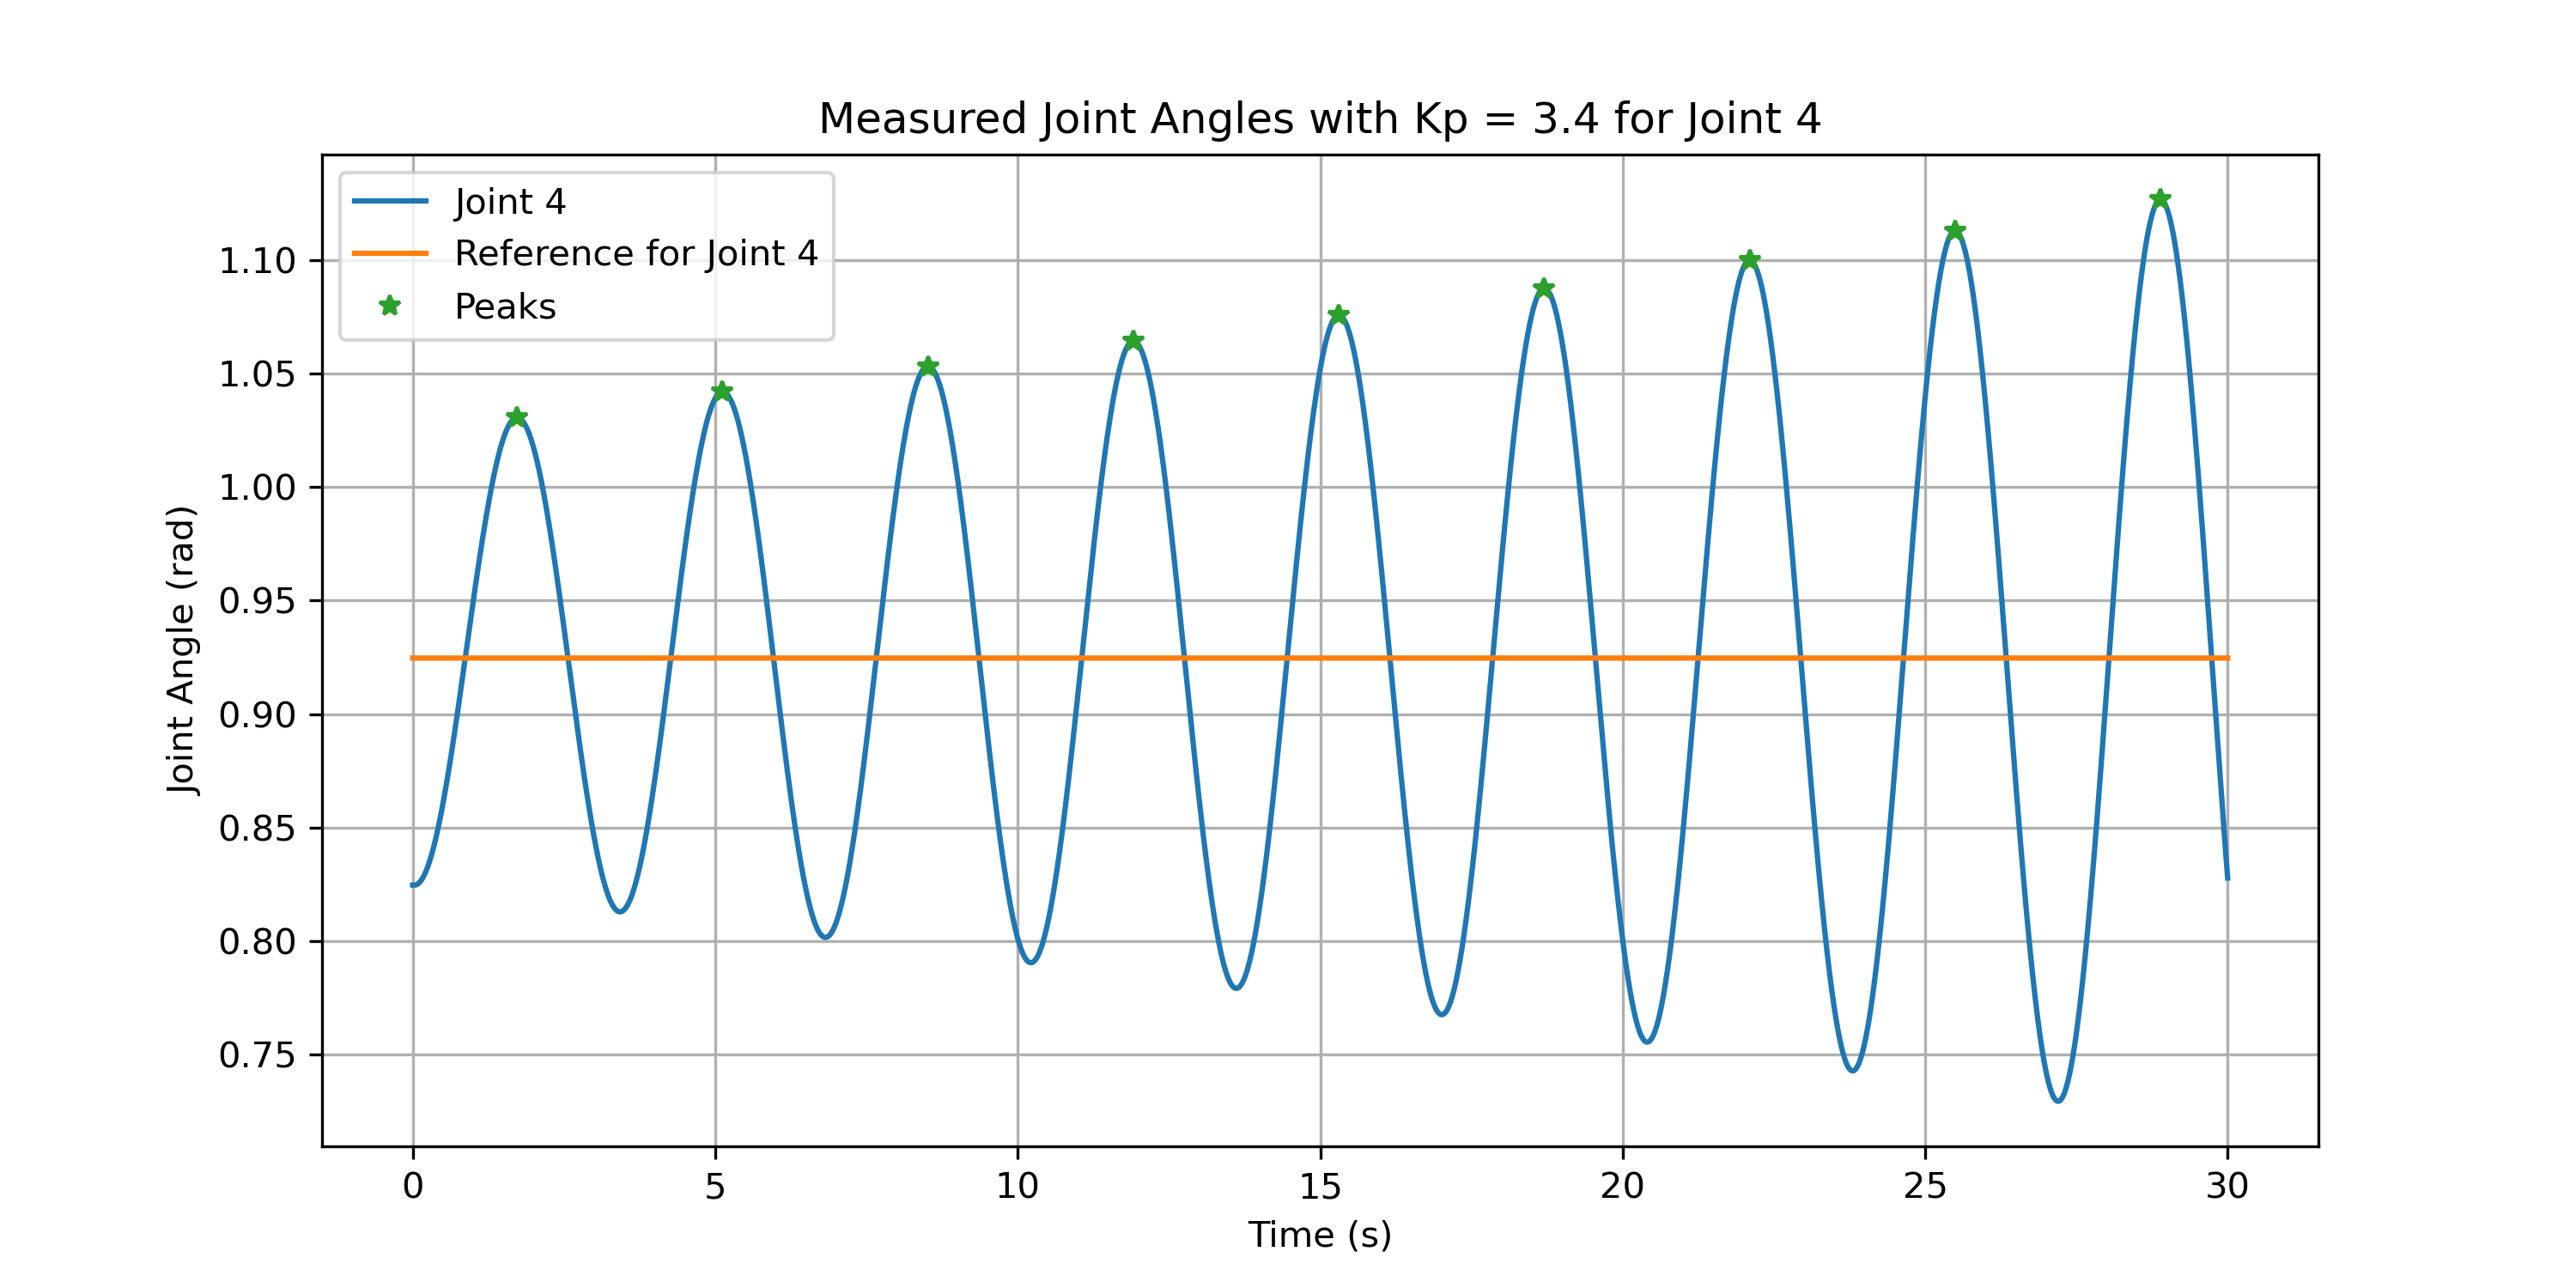 Measured Joint Angles with Kp = 3.4 for Joint 4
Joint 4
Reference for Joint 4
Peaks
1.10
1.05
1.00
0.95
0.90
0.85
0.80
0.75
Joint Angle (rad)
0 5 10 15 20 25 30
Time (s)